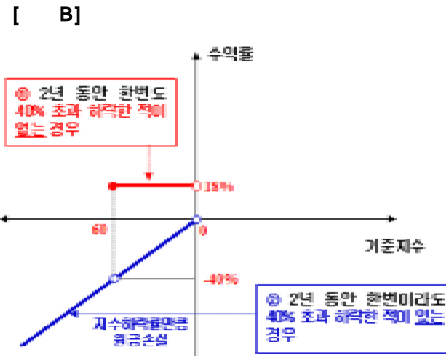 [ B]
수익률
ⓐ 2년 동안 한번도
40% 초과 하락한 적이
없는 경우
15%
60
0
기준지수
-40%
ⓑ 2년 동안 한번이라도
40% 초과 하락한 적이 있는
경우
지수하락률만큼
원금손실